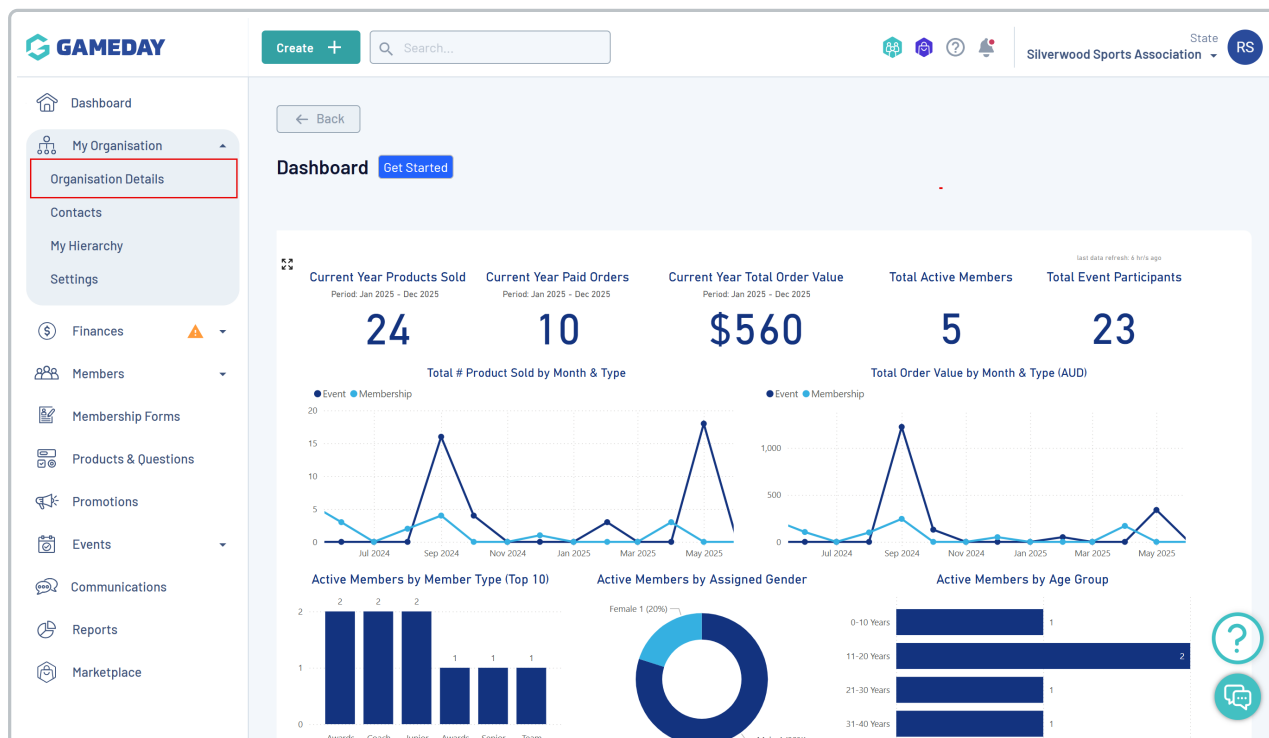 GAMEDAY
Create +
Search...
State
Silverwood Sports Association
RS
Dashboard
My Organisation
Organisation Details
Contacts
My Hierarchy
Settings
Finances
Members
Membership Forms
Products & Questions
Promotions
Events
Communications
Reports
Marketplace
← Back
Dashboard Get Started
last data refresh: 6 hr/s ago
Current Year Products Sold
Period: Jan 2025 - Dec 2025
24
Current Year Paid Orders
Period: Jan 2025 - Dec 2025
10
Current Year Total Order Value
Period: Jan 2025 - Dec 2025
$560
Total Active Members
5
Total Event Participants
23
Total # Product Sold by Month & Type
Event Membership
20
15
10
5
0
Jul 2024 Sep 2024 Nov 2024 Jan 2025 Mar 2025 May 2025
Total Order Value by Month & Type (AUD)
Event Membership
1,000
500
0
Jul 2024 Sep 2024 Nov 2024 Jan 2025 Mar 2025 May 2025
Active Members by Member Type (Top 10)
2 2 2 1 1 1
2
1
0
Awards Coach Junior Awards Senior Team
Active Members by Assigned Gender
Female 1 (20%)
Active Members by Age Group
0-10 Years 1
11-20 Years 2
21-30 Years 1
31-40 Years 1
?